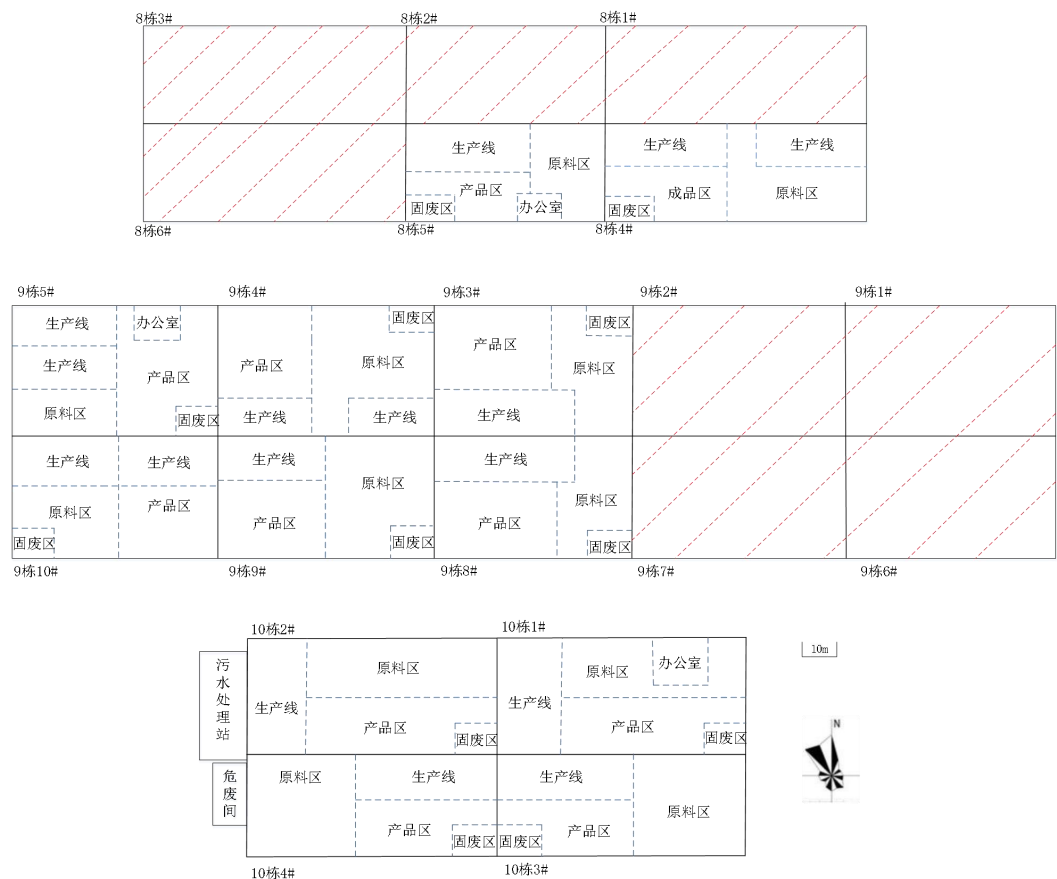 8栋3#
8栋2#
8栋1#
生产线
原料区
产品区
固废区
办公室
生产线
生产线
成品区
原料区
固废区
8栋6#
8栋5#
8栋4#
9栋5#
9栋4#
9栋3#
9栋2#
9栋1#
生产线
办公室
生产线
产品区
原料区
固废区
固废区
原料区
产品区
生产线
生产线
固废区
产品区
原料区
生产线
生产线
生产线
原料区
产品区
固废区
生产线
原料区
产品区
固废区
生产线
原料区
产品区
固废区
9栋10#
9栋9#
9栋8#
9栋7#
9栋6#
10栋2#
10栋1#
污水处理站
危废间
原料区
生产线
产品区
固废区
原料区
办公室
生产线
产品区
固废区
原料区
生产线
产品区
固废区
生产线
原料区
产品区
固废区
10栋4#
10栋3#
10m
N